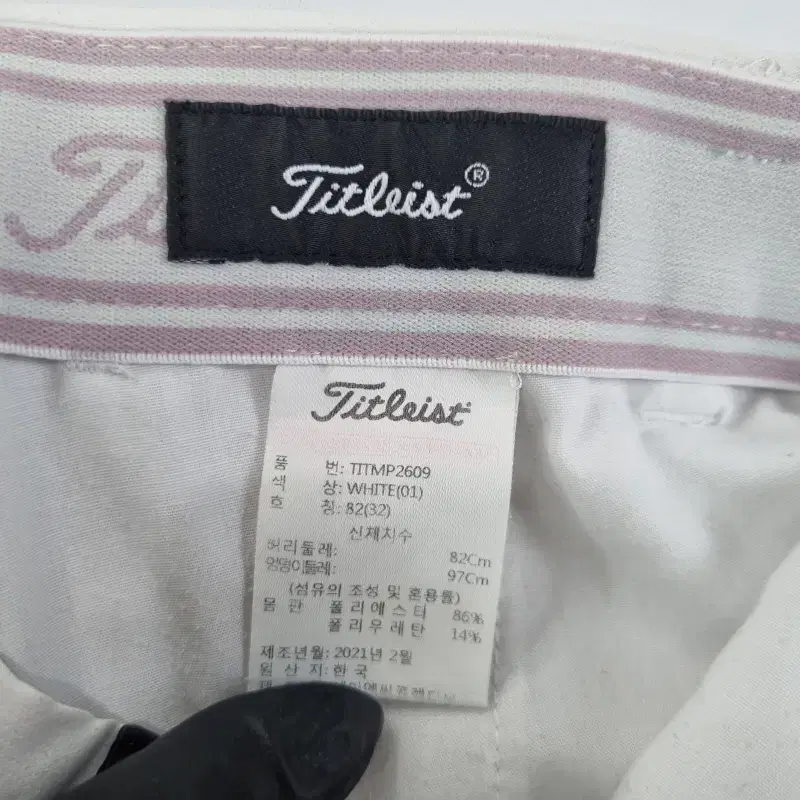 Titleist®
Titleist
품 번: TITMP2609
색 상: WHITE(01)
호 칭: 82(32)
신체치수
허리둘레: 82Cm
엉덩이둘레: 97Cm
(섬유의 조성 및 혼용률)
몸 판 폴리에스터 86%
폴리우레탄 14%
제조년월: 2021년 2월
원 산 지: 한 국